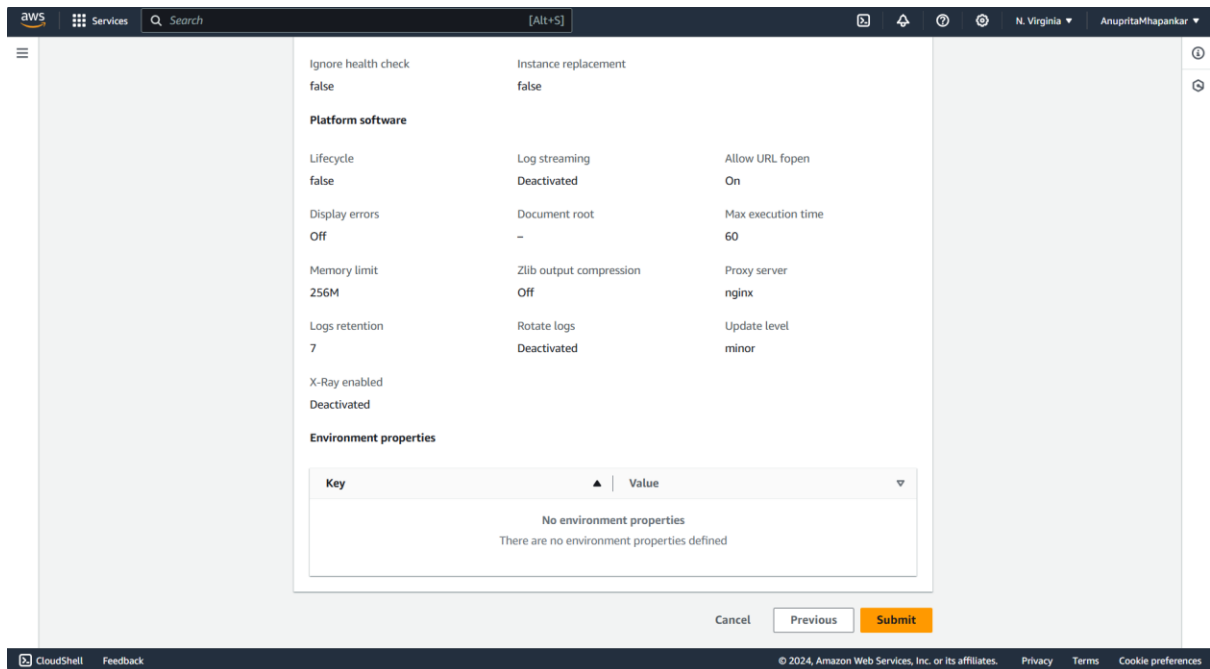 aws Services Search [Alt+S] N. Virginia AnupritaMhapankar
Ignore health check Instance replacement
false false
Platform software
Lifecycle Log streaming Allow URL fopen
false Deactivated On
Display errors Document root Max execution time
Off – 60
Memory limit Zlib output compression Proxy server
256M Off nginx
Logs retention Rotate logs Update level
7 Deactivated minor
X-Ray enabled
Deactivated
Environment properties
Key Value
No environment properties
There are no environment properties defined
Cancel Previous Submit
CloudShell Feedback © 2024, Amazon Web Services, Inc. or its affiliates. Privacy Terms Cookie preferences